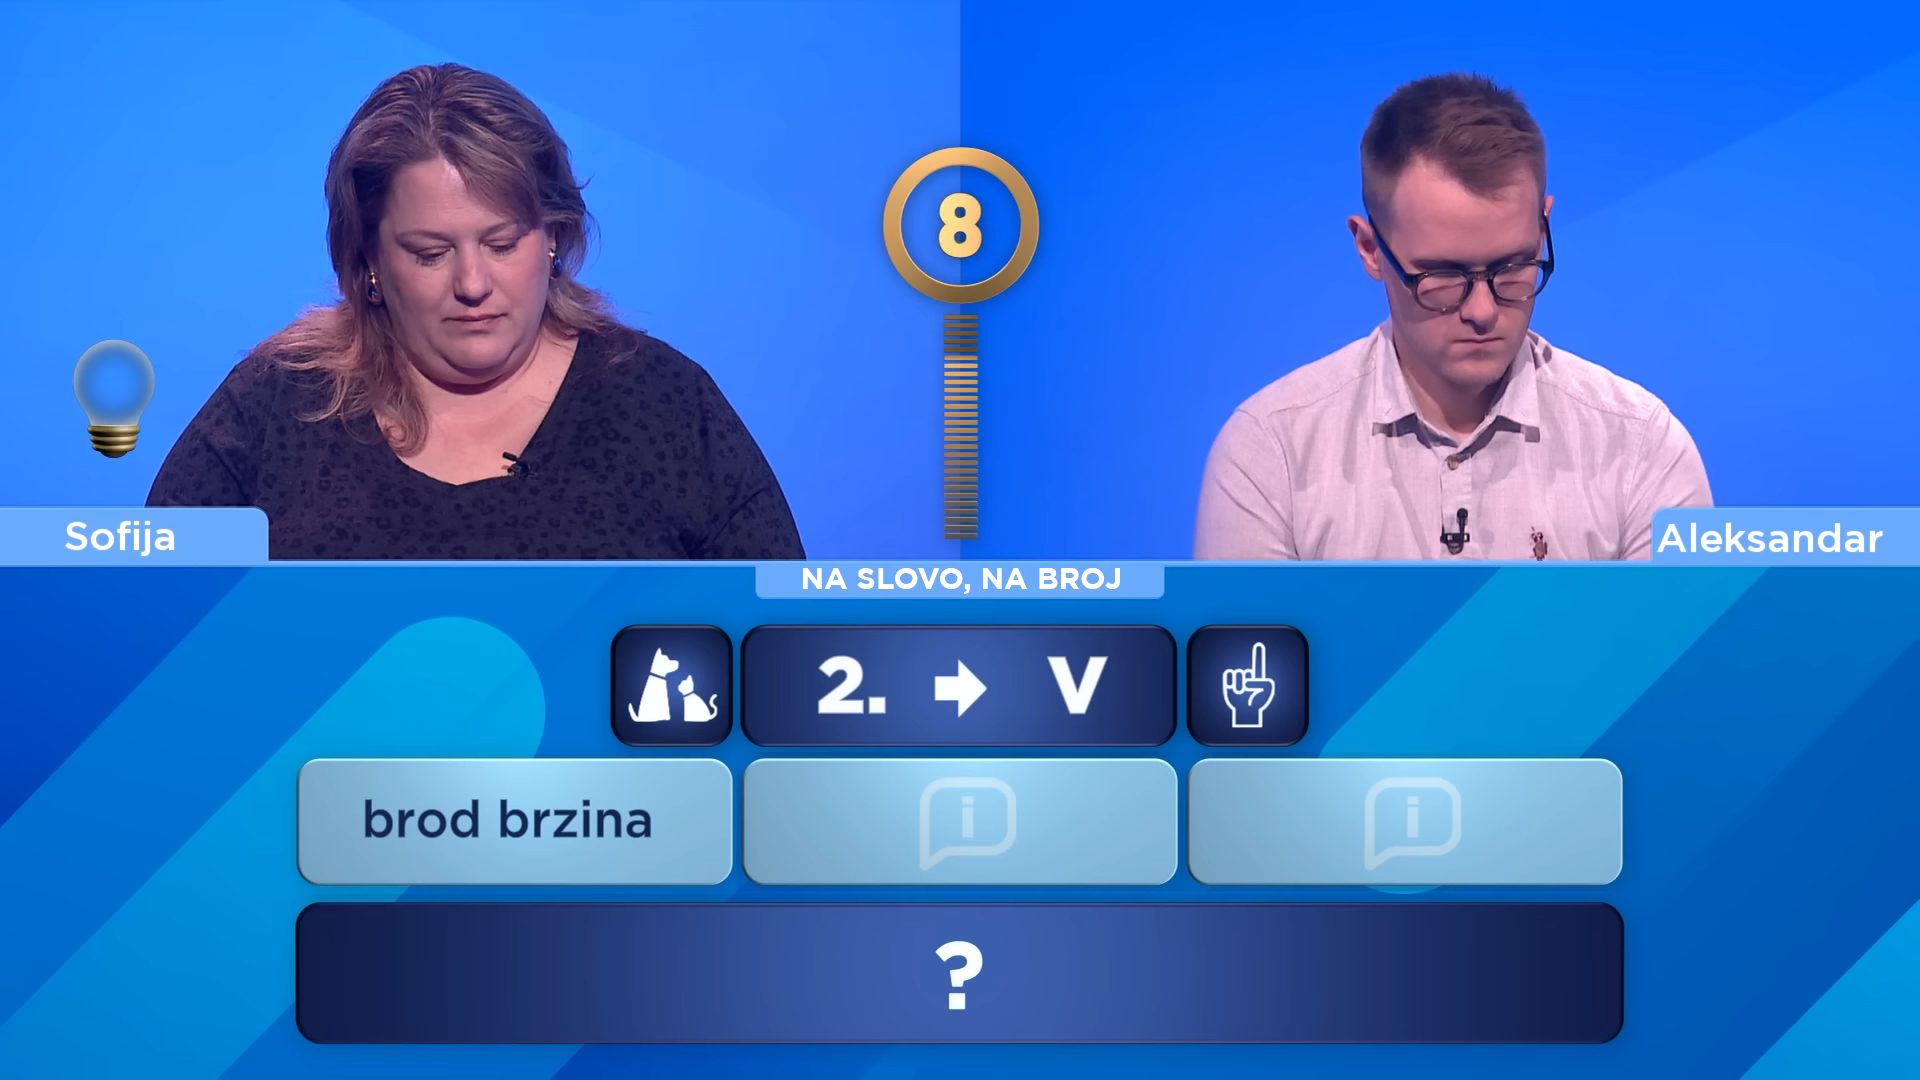 8
Sofija
Aleksandar
NA SLOVO, NA BROJ
2. → V
brod brzina
i
i
?